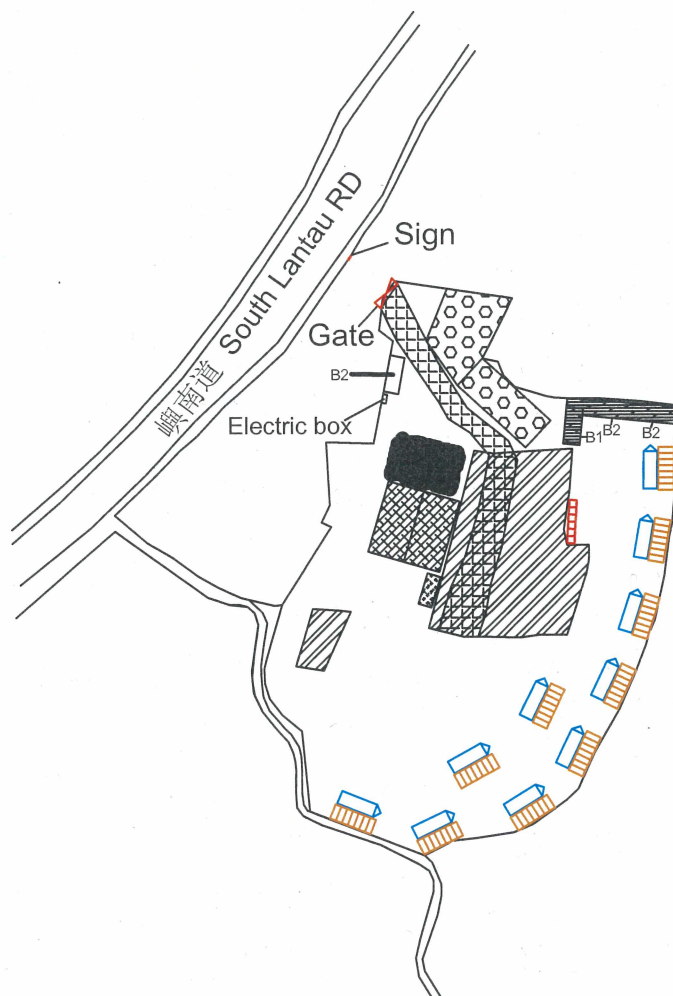 嶼南道 South Lantau RD
Sign
Gate
B2
Electric box
B1
B2
B2